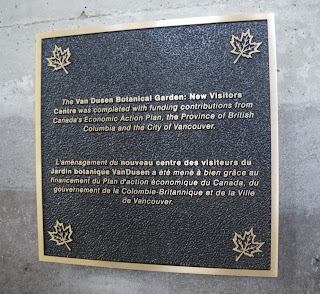 The Van Dusen Botanical Garden: New Visitors
Centre was completed with funding contributions from
Canada's Economic Action Plan, the Province of British
Columbia and the City of Vancouver.
L'aménagement du nouveau centre des visiteurs du
Jardin botanique VanDusen a été mené à bien grâce au
financement du Plan d'action économique du Canada, du
gouvernement de la Colombie-Britannique et de la Ville
de Vancouver.